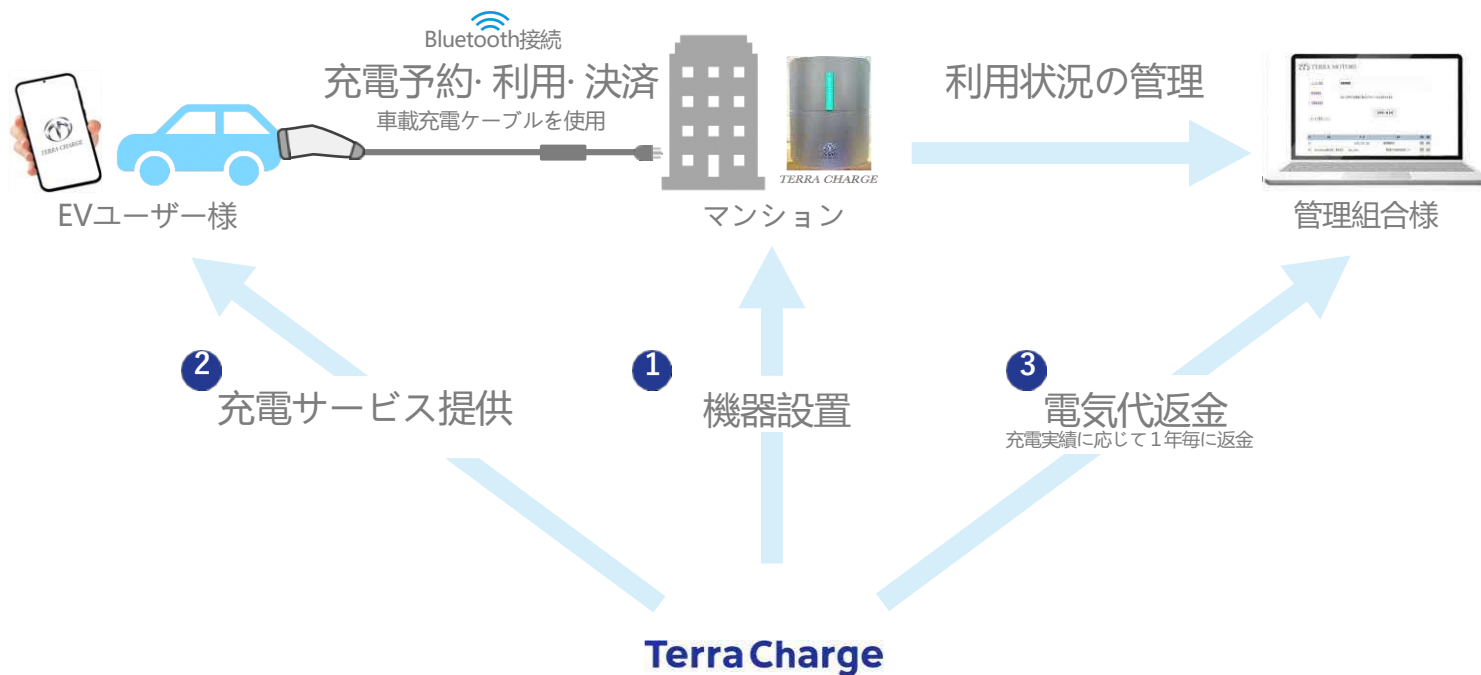 Bluetooth接続
充電予約･利用･決済
車載充電ケーブルを使用
利用状況の管理
TERRA CHARGE
TERRA CHARGE
TERRA MOTORS
EVユーザー様
マンション
管理組合様
2
充電サービス提供
1
機器設置
3
電気代返金
充電実績に応じて１年毎に返金
Terra Charge